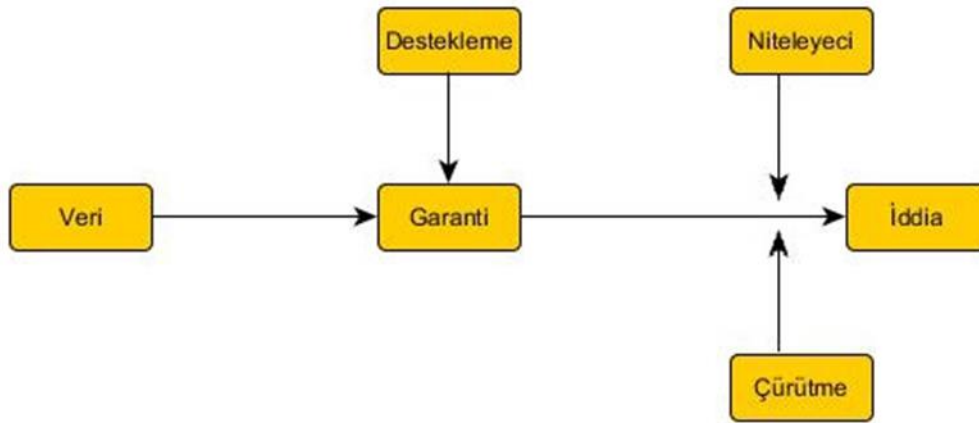 Destekleme
Niteleyeci
Veri
Garanti
İddia
Çürütme